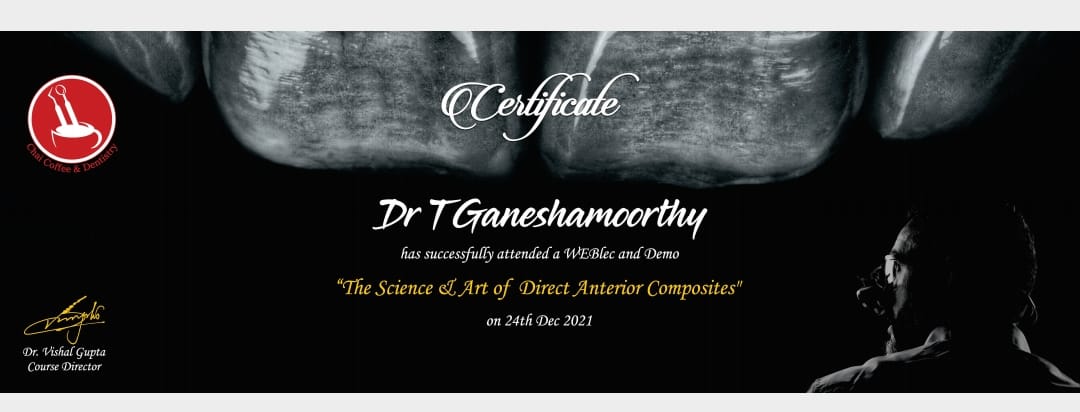 Certificate
Chai Coffee & Dentistry
Dr T Ganeshamoorthy
has successfully attended a WEBlec and Demo
“The Science & Art of Direct Anterior Composites"
on 24th Dec 2021
Dr. Vishal Gupta
Course Director